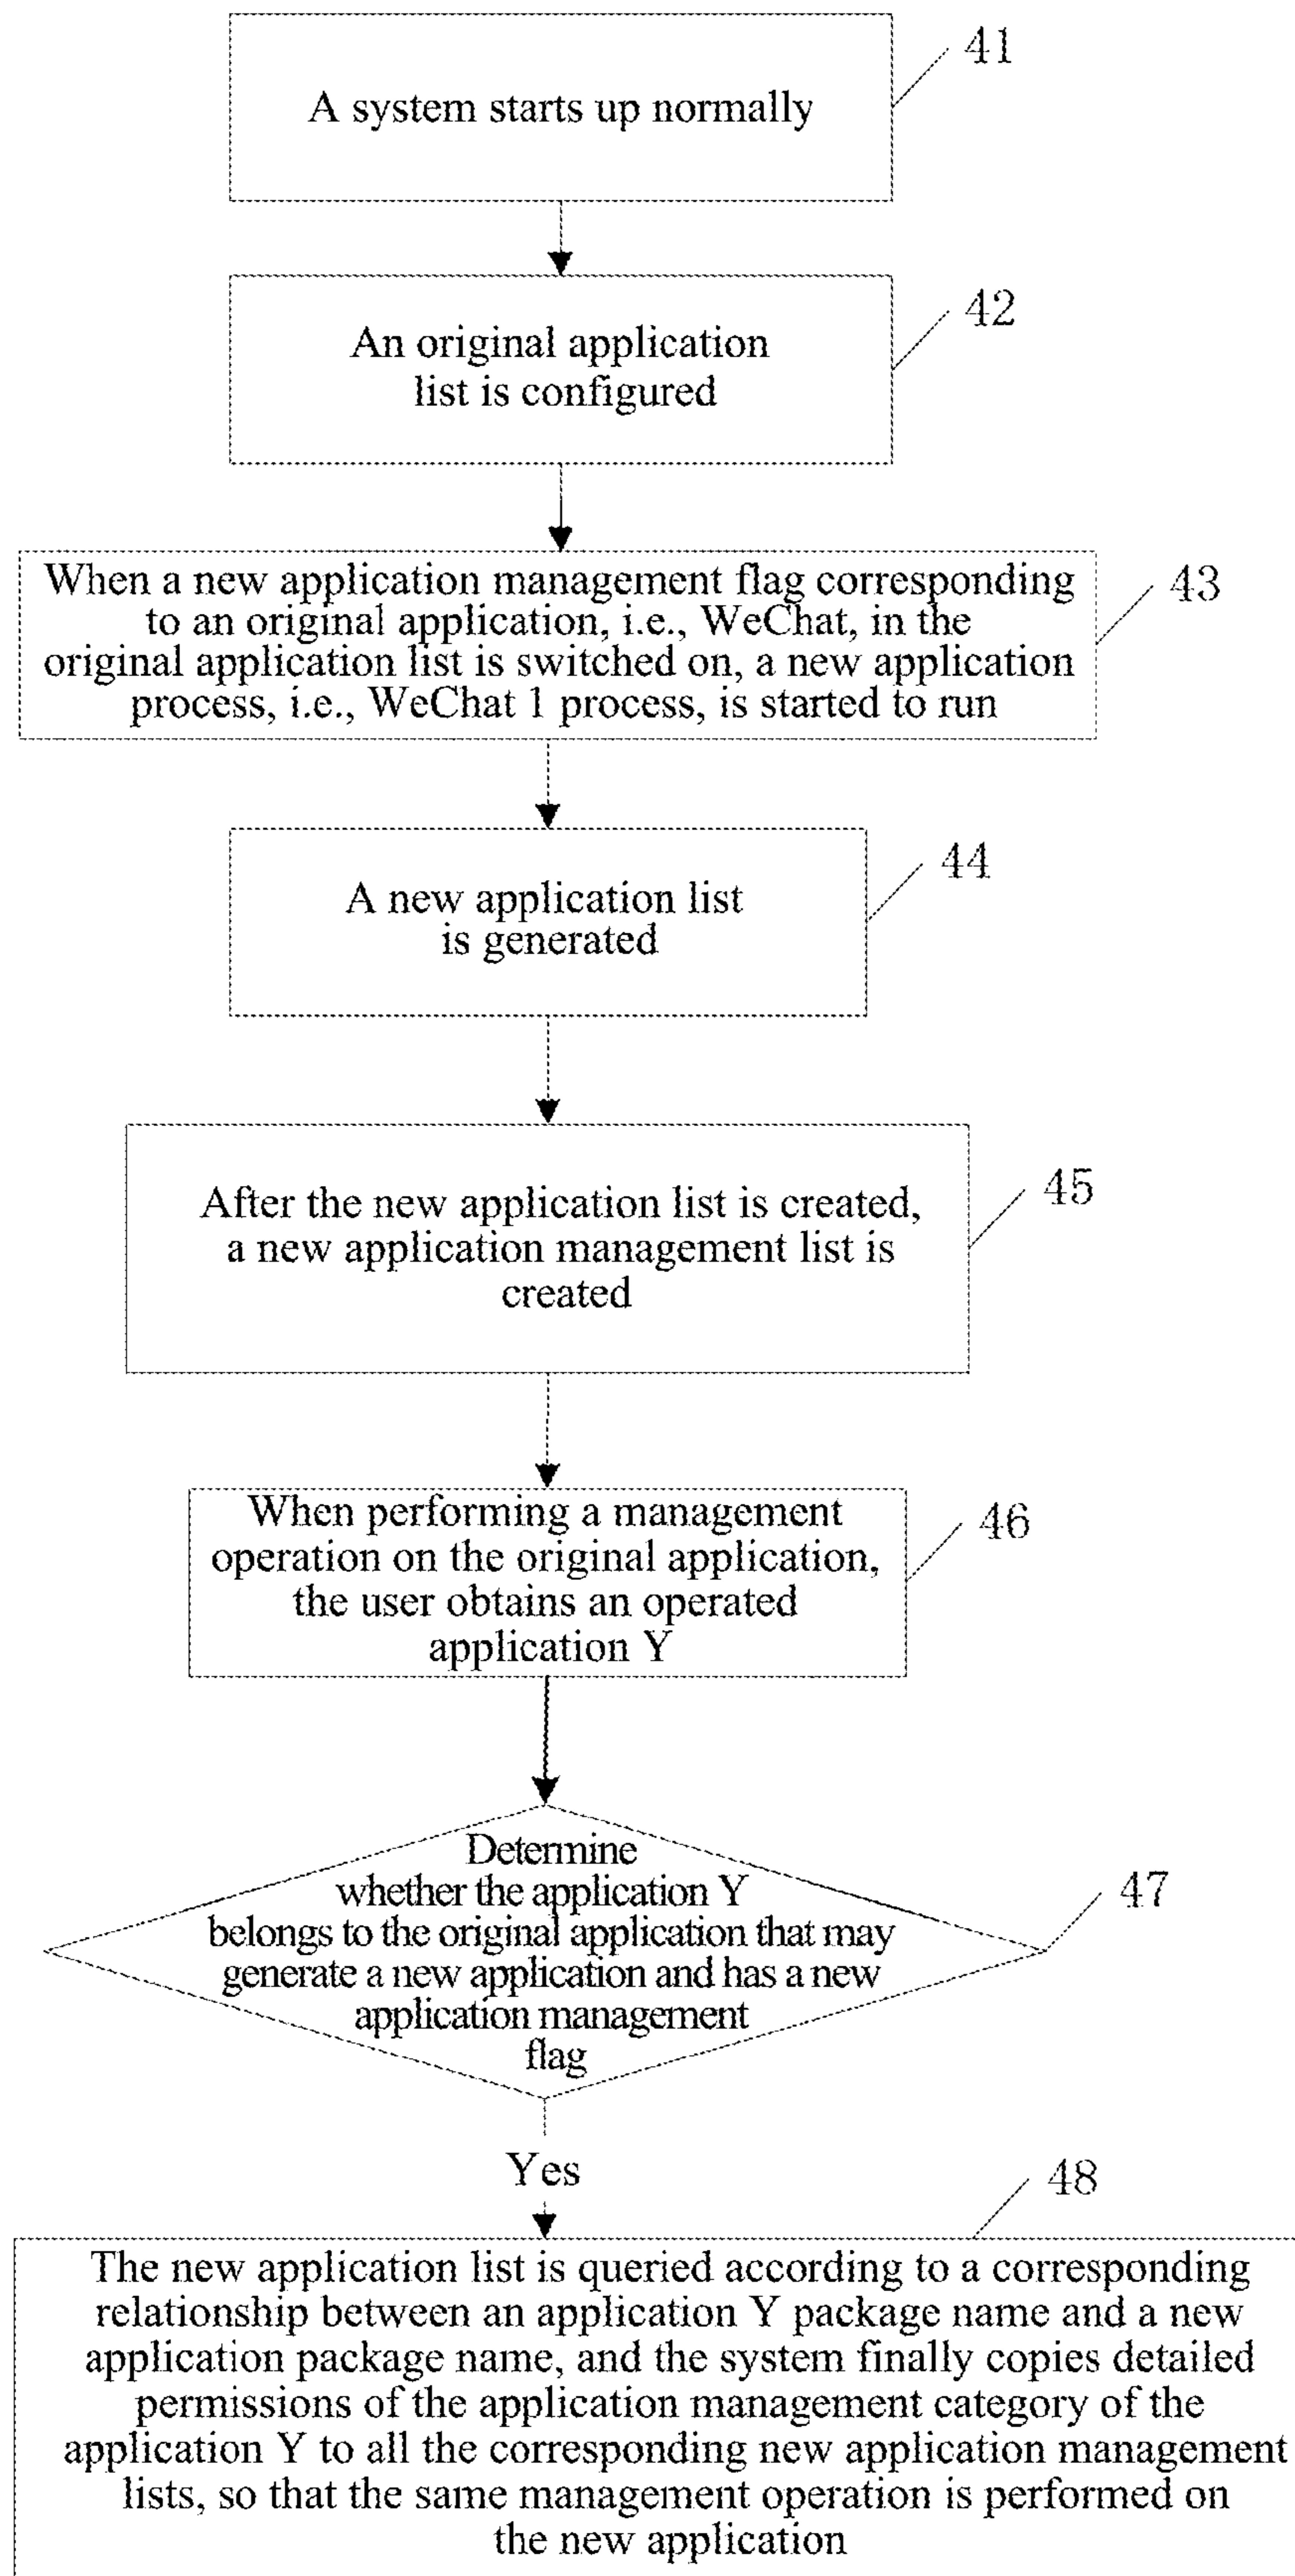 41
A system starts up normally
42
An original application
list is configured
43
When a new application management flag corresponding
to an original application, i.e., WeChat, in the
original application list is switched on, a new application
process, i.e., WeChat 1 process, is started to run
44
A new application list
is generated
45
After the new application list is created,
a new application management list is
created
46
When performing a management
operation on the original application,
the user obtains an operated
application Y
47
Determine
whether the application Y
belongs to the original application that may
generate a new application and has a new
application management
flag
Yes
48
The new application list is queried according to a corresponding
relationship between an application Y package name and a new
application package name, and the system finally copies detailed
permissions of the application management category of the
application Y to all the corresponding new application management
lists, so that the same management operation is performed on
the new application